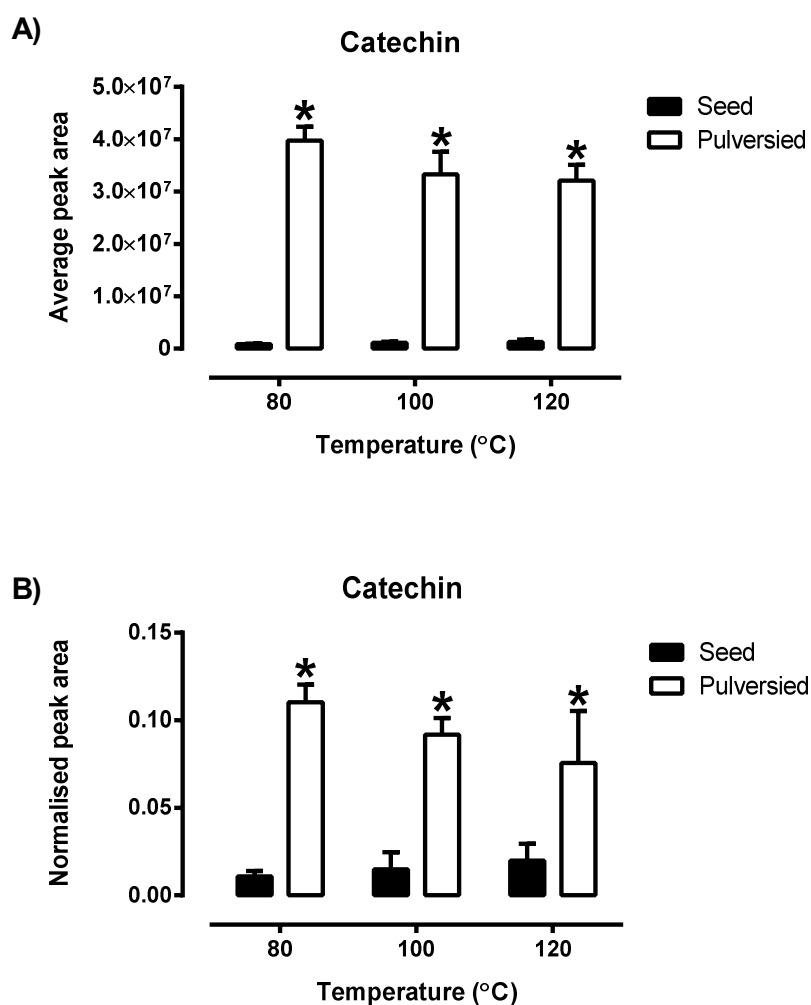 A)
Catechin
5.0×10⁷
4.0×10⁷
3.0×10⁷
2.0×10⁷
1.0×10⁷
0
Average peak area
* * *
Seed
Pulversied
80 100 120
Temperature (°C)
B)
Catechin
0.15
0.10
0.05
0.00
Normalised peak area
* * *
Seed
Pulversied
80 100 120
Temperature (°C)